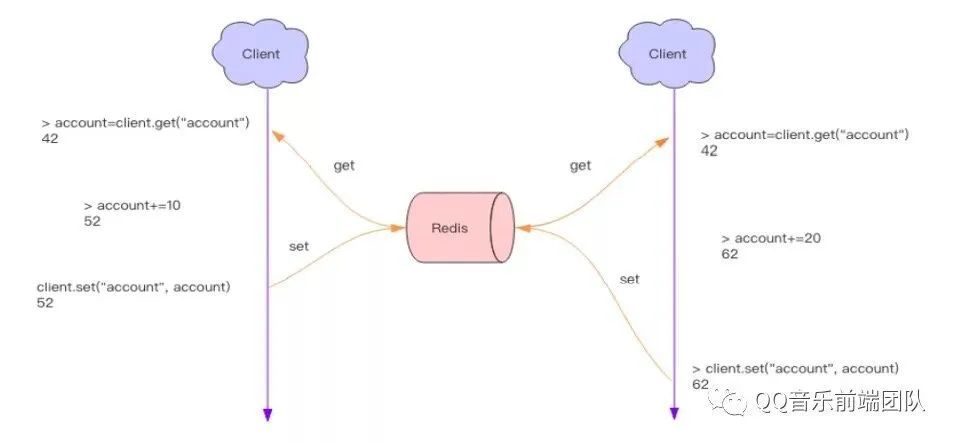 Client
Client
> account=client.get("account")
42
> account=client.get("account")
42
get
get
> account+=10
52
Redis
set
> account+=20
62
client.set("account", account)
52
set
> client.set("account", account)
62
QQ音乐前端团队